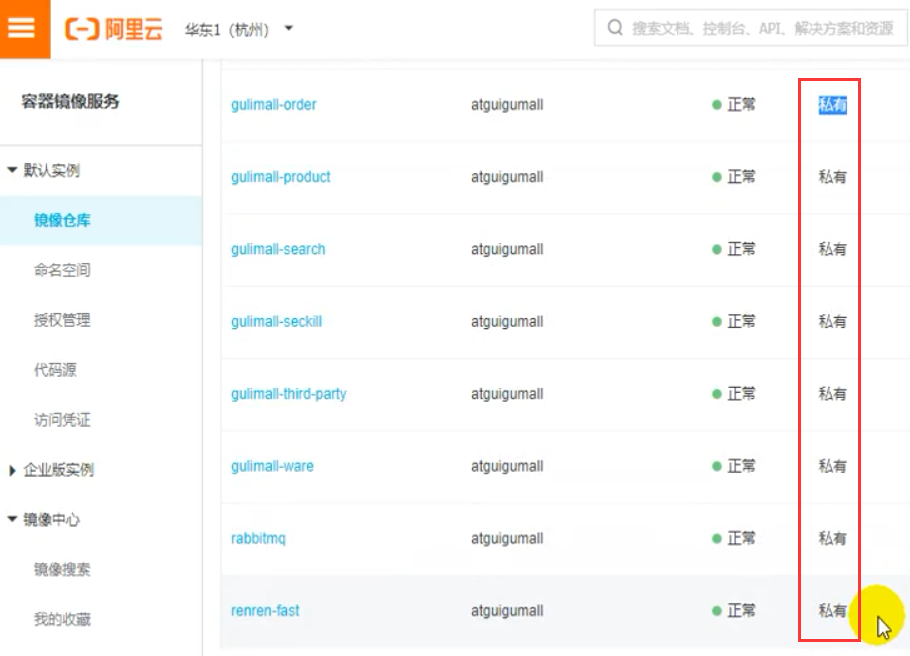 阿里云 华东1（杭州） 搜索文档、控制台、API、解决方案和资源
容器镜像服务
默认实例
镜像仓库
命名空间
授权管理
代码源
访问凭证
企业版实例
镜像中心
镜像搜索
我的收藏
gulimall-order atguigumall 正常 私有
gulimall-product atguigumall 正常 私有
gulimall-search atguigumall 正常 私有
gulimall-seckill atguigumall 正常 私有
gulimall-third-party atguigumall 正常 私有
gulimall-ware atguigumall 正常 私有
rabbitmq atguigumall 正常 私有
renren-fast atguigumall 正常 私有